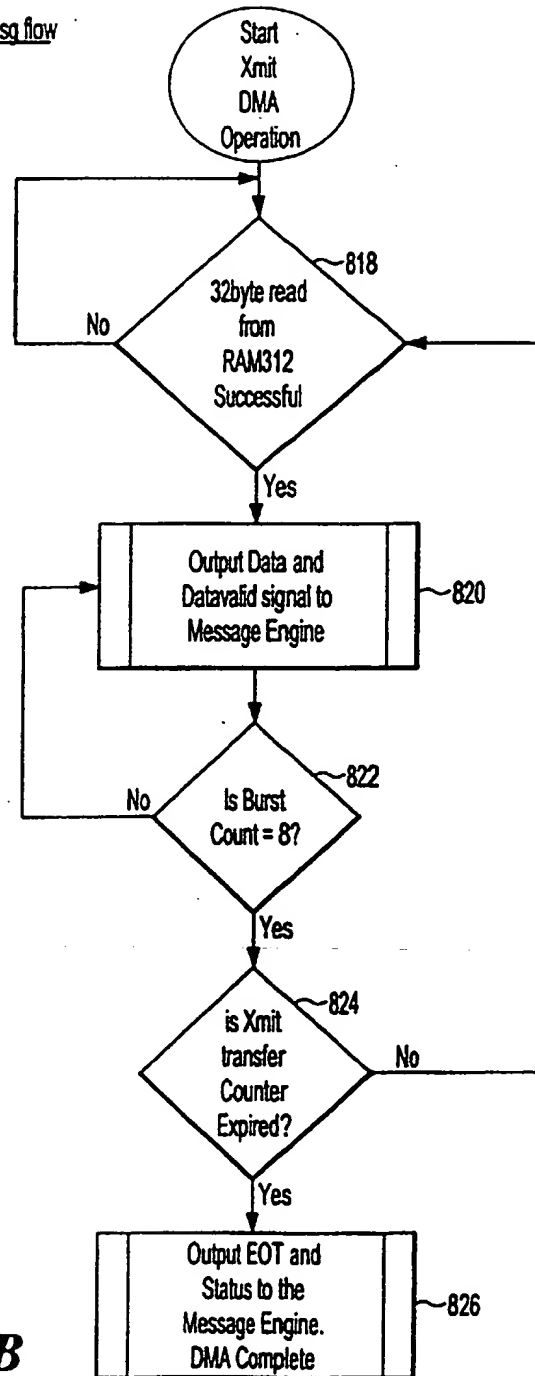 sg flow
Start
Xmit
DMA
Operation
818
32byte read
from
RAM312
Successful
No
Yes
Output Data and
Datavalid signal to
Message Engine
820
822
No
Is Burst
Count = 8?
Yes
824
is Xmit
transfer
Counter
Expired?
No
Yes
Output EOT and
Status to the
Message Engine.
DMA Complete
826
B